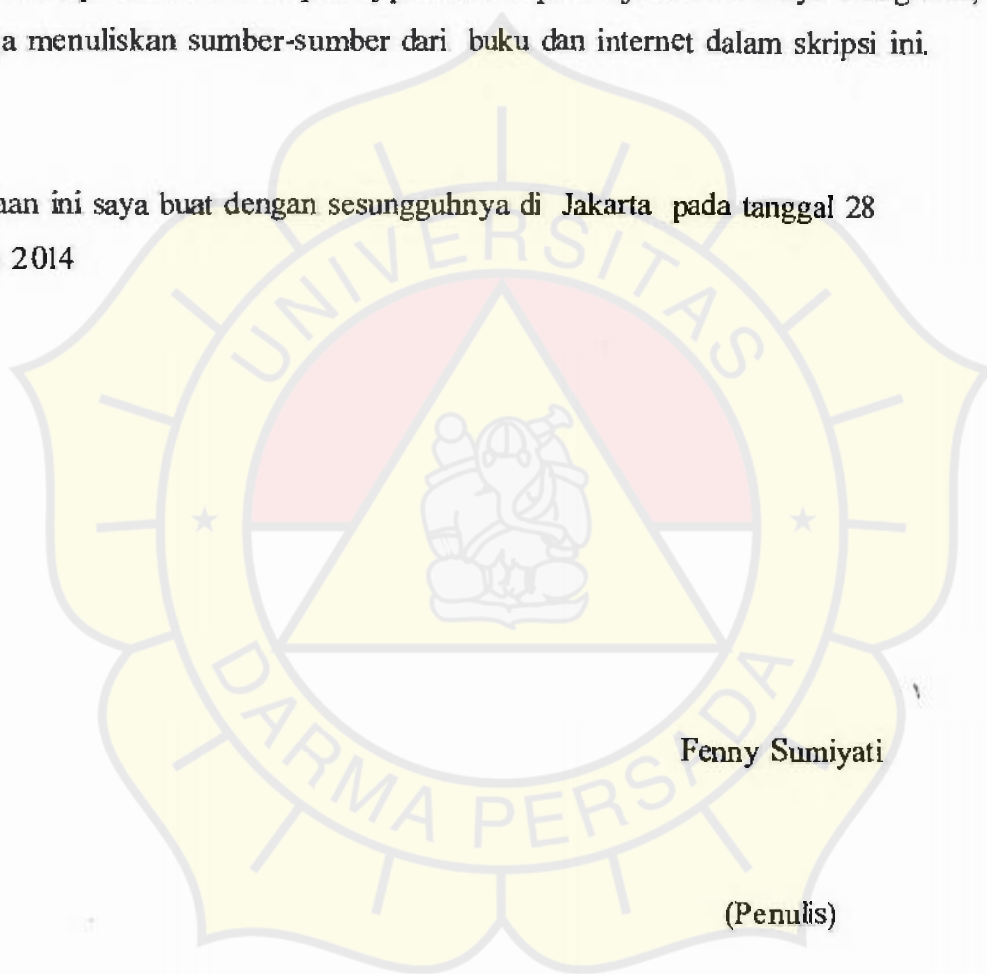 a menuliskan sumber-sumber dari buku dan internet dalam skripsi ini.
an ini saya buat dengan sesungguhnya di Jakarta pada tanggal 28
2014
UNIVERSITAS
DARMA PERSADA
Fenny Sumiyati
(Penulis)